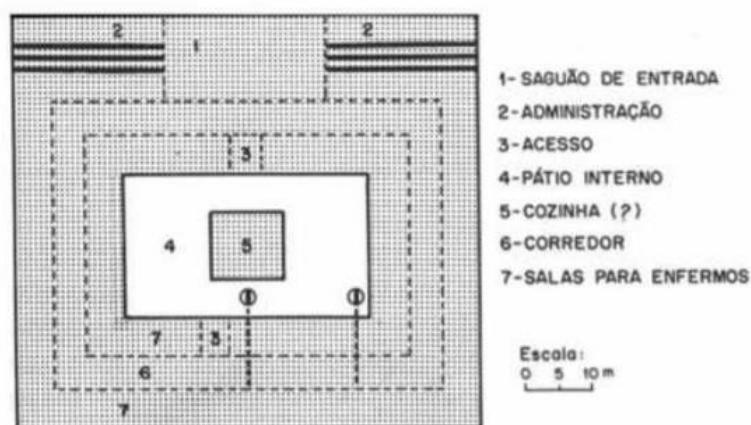 2 1 2
3
4 5
7 3
6
7
1-SAGUÃO DE ENTRADA
2-ADMINISTRAÇÃO
3-ACESSO
4-PÁTIO INTERNO
5-COZINHA (?)
6-CORREDOR
7-SALAS PARA ENFERMOS
Escala:
0 5 10 m